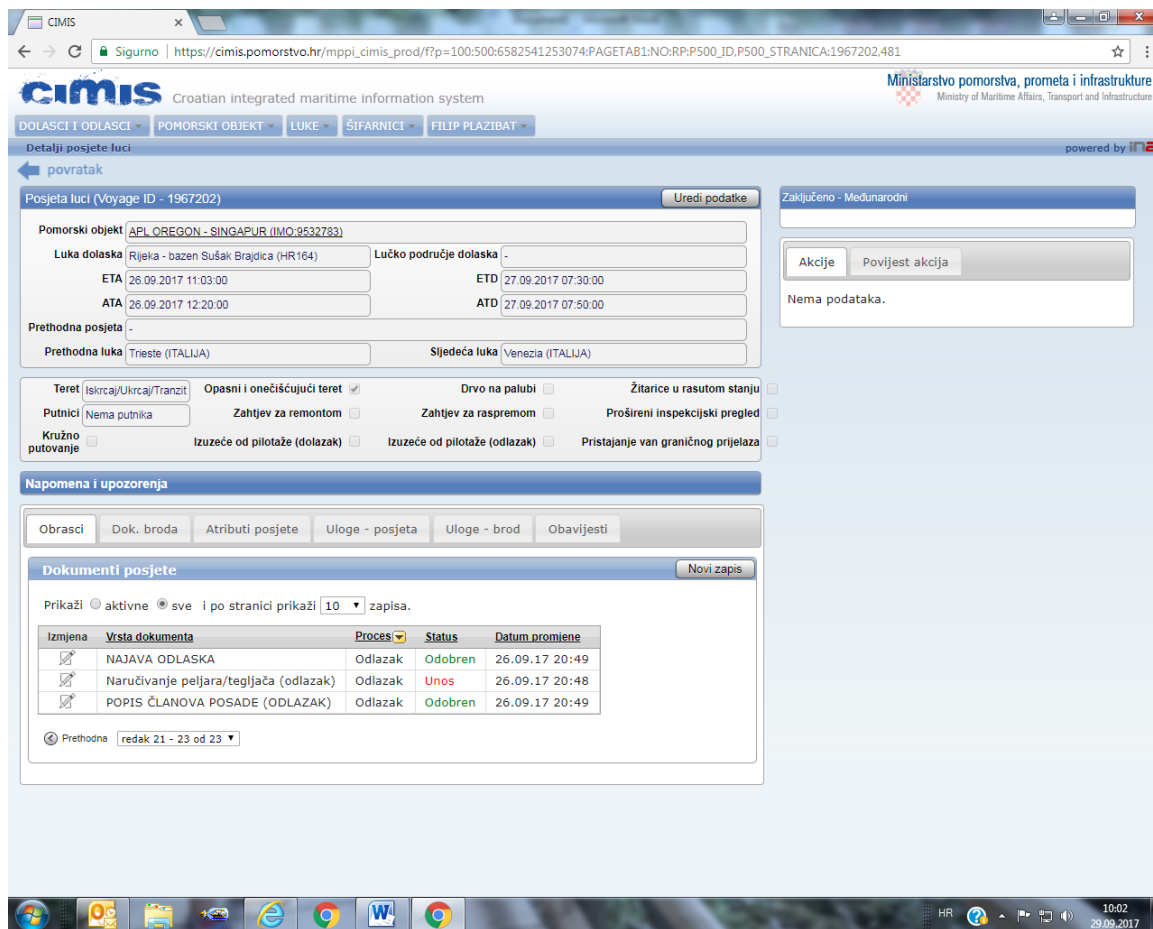 CIMIS
Sigurno | https://cimis.pomorstvo.hr/mppi_cimis_prod/f?p=100:500:6582541253074:PAGETAB1:NO:RP:P500_ID,P500_STRANICA:1967202,481
CIMIS Croatian integrated maritime information system
Ministarstvo pomorstva, prometa i infrastrukture
Ministry of Maritime Affairs, Transport and Infrastructure
DOLASCI I ODLASCI POMORSKI OBJEKT LUKE ŠIFARNICI FILIP PLAZIBAT
Detalji posjete luci powered by in2
povratak
Posjeta luci (Voyage ID - 1967202) Uredi podatke
Pomorski objekt APL OREGON - SINGAPUR (IMO:9532783)
Luka dolaska Rijeka - bazen Sušak Brajdica (HR164) Lučko područje dolaska -
ETA 26.09.2017 11:03:00 ETD 27.09.2017 07:30:00
ATA 26.09.2017 12:20:00 ATD 27.09.2017 07:50:00
Prethodna posjeta -
Prethodna luka Trieste (ITALIJA) Sljedeća luka Venezia (ITALIJA)
Zaključeno - Međunarodni
Akcije Povijest akcija
Nema podataka.
Teret Iskrcaj/Ukrcaj/Tranzit Opasni i onečišćujući teret Drvo na palubi Žitarice u rasutom stanju
Putnici Nema putnika Zahtjev za remontom Zahtjev za raspremom Prošireni inspekcijski pregled
Kružno putovanje Izuzeće od pilotaže (dolazak) Izuzeće od pilotaže (odlazak) Pristajanje van graničnog prijelaza
Napomena i upozorenja
Obrasci Dok. broda Atributi posjete Uloge - posjeta Uloge - brod Obavijesti
Dokumenti posjete Novi zapis
Prikaži aktivne sve i po stranici prikaži 10 zapisa.
Izmjena Vrsta dokumenta Proces Status Datum promjene
NAJAVA ODLASKA Odlazak Odobren 26.09.17 20:49
Naručivanje peljara/tegljača (odlazak) Odlazak Unos 26.09.17 20:48
POPIS ČLANOVA POSADE (ODLAZAK) Odlazak Odobren 26.09.17 20:49
Prethodna redak 21 - 23 od 23
HR 10:02
29.09.2017